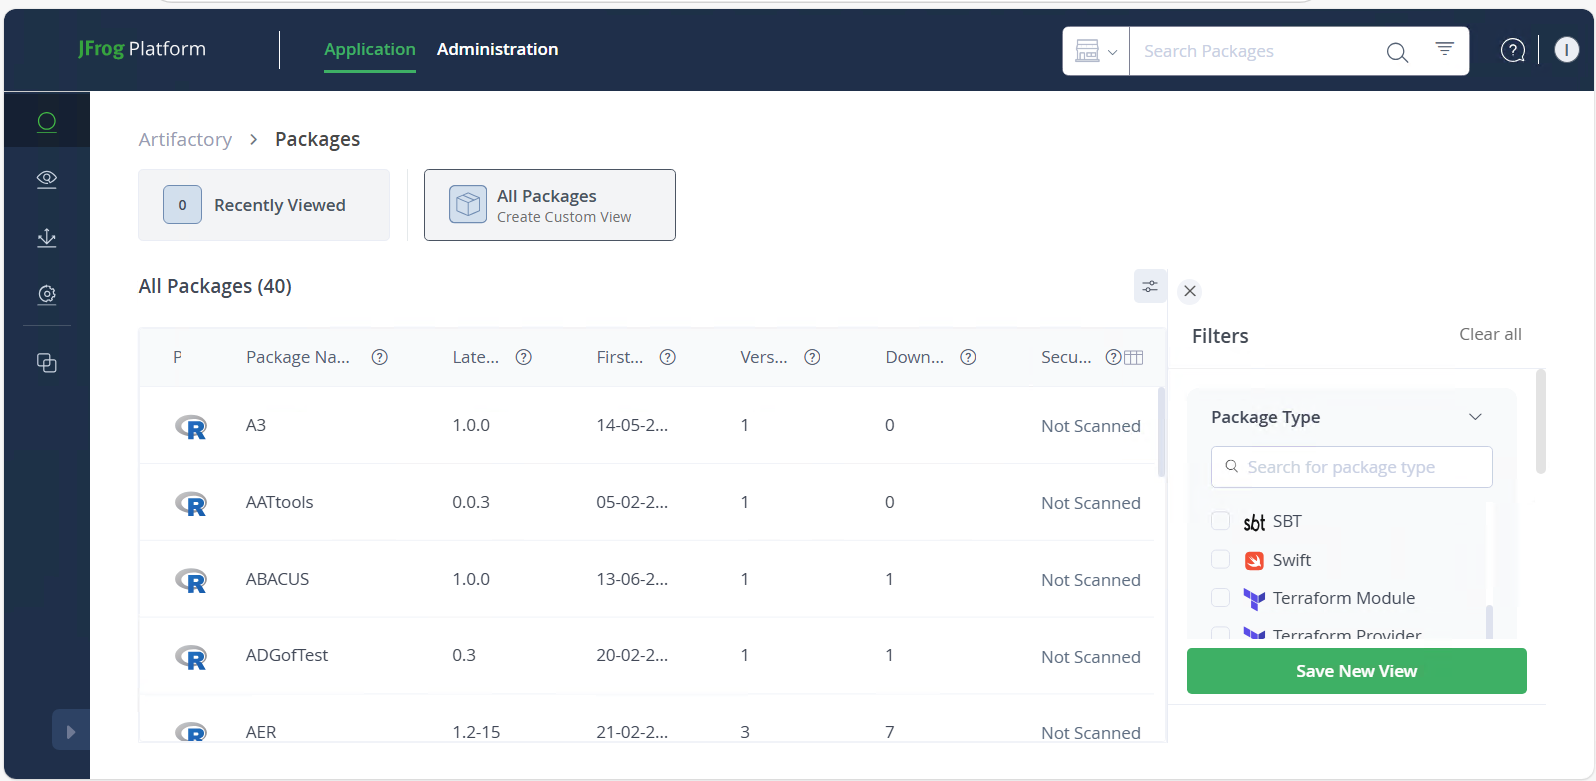 JFrog Platform
Application Administration
Search Packages
?
I
Artifactory > Packages
0 Recently Viewed
All Packages
Create Custom View
All Packages (40)
Filters Clear all
P Package Na... ? Late... ? First... ? Vers... ? Down... ? Secu... ?
R A3 1.0.0 14-05-2... 1 0 Not Scanned
R AATtools 0.0.3 05-02-2... 1 0 Not Scanned
R ABACUS 1.0.0 13-06-2... 1 1 Not Scanned
R ADGofTest 0.3 20-02-2... 1 1 Not Scanned
R AER 1.2-15 21-02-2... 3 7 Not Scanned
Package Type
Search for package type
sbt SBT
Swift
Terraform Module
Terraform Provider
Save New View